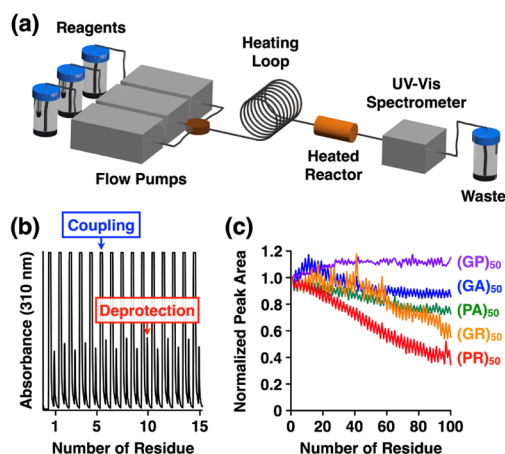 (a)
Reagents
Heating
Loop
UV-Vis
Spectrometer
Flow Pumps
Heated
Reactor
Waste
(b)
Coupling
Deprotection
Absorbance (310 nm)
1 5 10 15
Number of Residue
(c)
Normalized Peak Area
1.2
1.0
0.8
0.6
0.4
0.2
0
0 20 40 60 80 100
Number of Residue
(GP)50
(GA)50
(PA)50
(GR)50
(PR)50